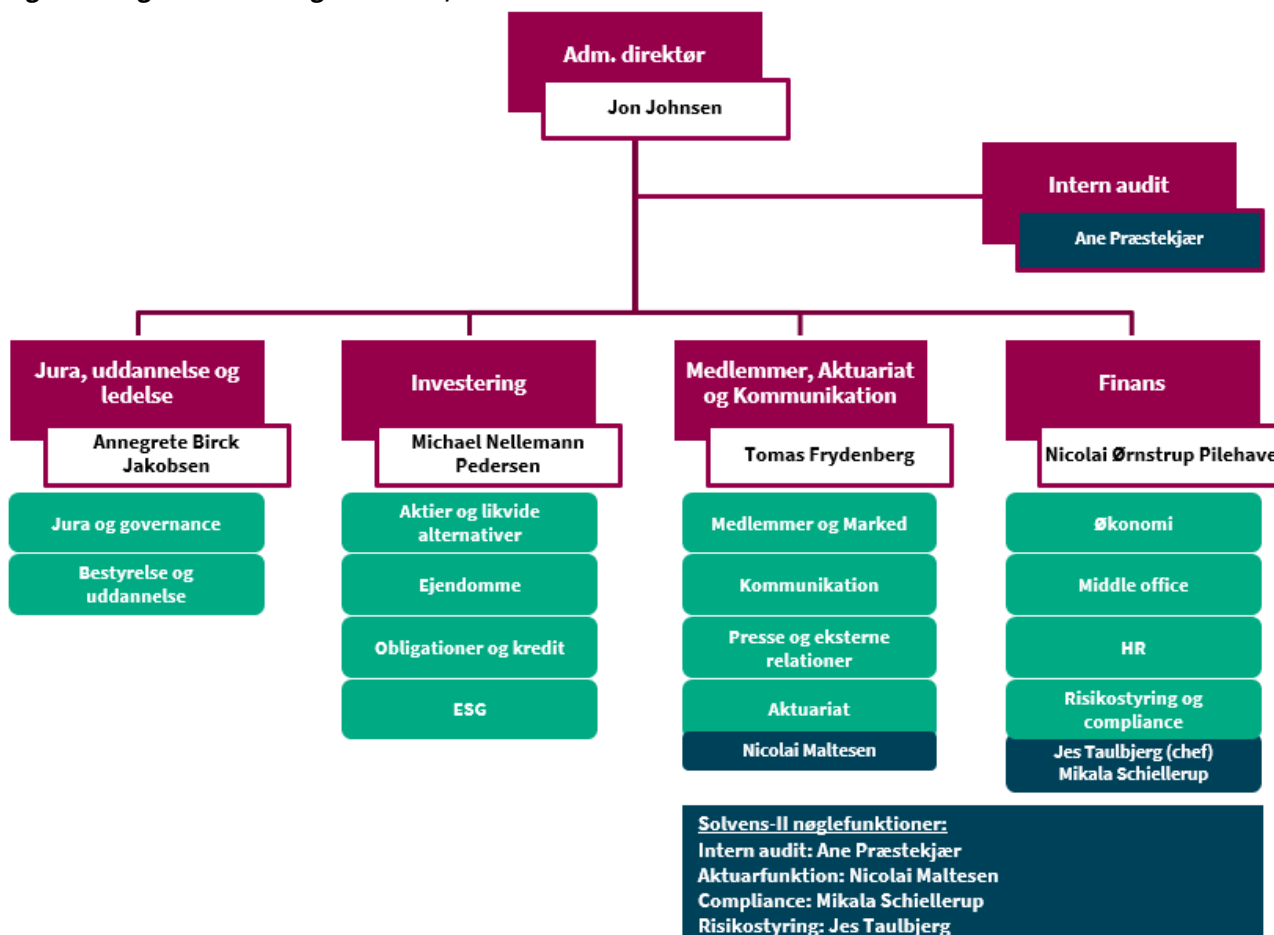 Adm. direktør
Jon Johnsen
Intern audit
Ane Præstekjær
Jura, uddannelse og
ledelse
Annegrete Birck
Jakobsen
Investering
Michael Nellemann
Pedersen
Medlemmer, Aktuariat
og Kommunikation
Tomas Frydenberg
Finans
Nicolai Ørnstrup Pilehave
Jura og governance
Bestyrelse og
uddannelse
Aktier og likvide
alternativer
Ejendomme
Obligationer og kredit
ESG
Medlemmer og Marked
Kommunikation
Presse og eksterne
relationer
Aktuariat
Nicolai Maltesen
Økonomi
Middle office
HR
Risikostyring og
compliance
Jes Taulbjerg (chef)
Mikala Schiellerup
Solvens-II nøglefunktioner:
Intern audit: Ane Præstekjær
Aktuarfunktion: Nicolai Maltesen
Compliance: Mikala Schiellerup
Risikostyring: Jes Taulbjerg